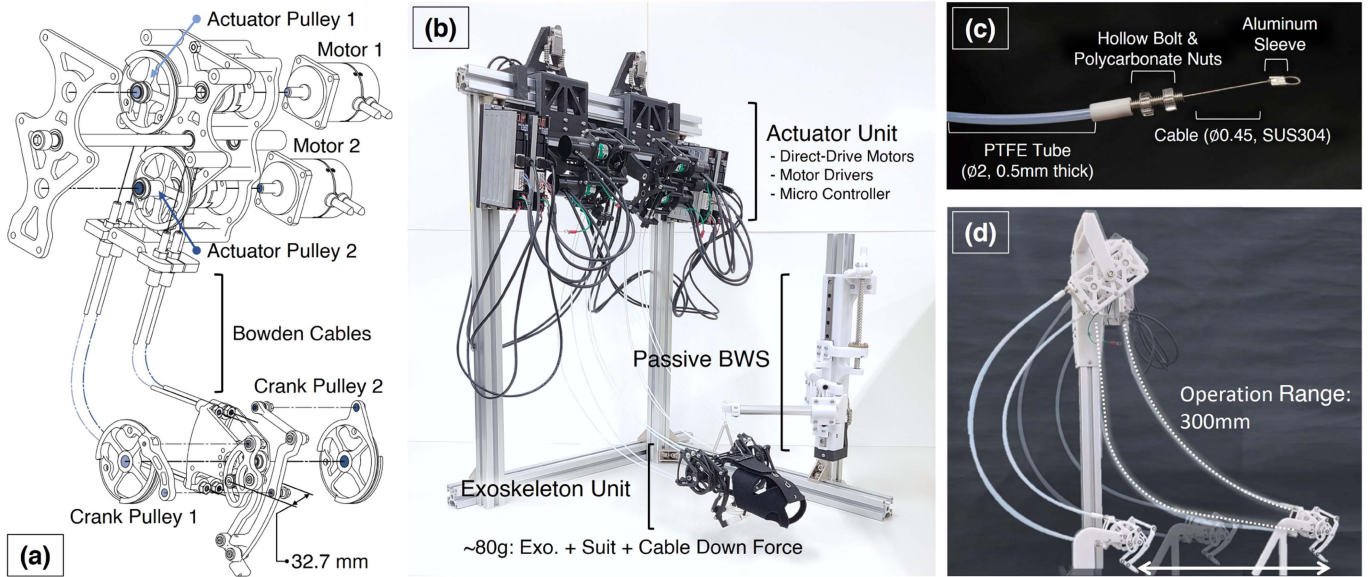 Actuator Pulley 1
Motor 1
Motor 2
Actuator Pulley 2
Bowden Cables
Crank Pulley 2
Crank Pulley 1
32.7 mm
(a)
(b)
Actuator Unit
- Direct-Drive Motors
- Motor Drivers
- Micro Controller
Passive BWS
Exoskeleton Unit
~80g: Exo. + Suit + Cable Down Force
(c)
Hollow Bolt &
Polycarbonate Nuts
Aluminum
Sleeve
Cable (Ø0.45, SUS304)
PTFE Tube
(Ø2, 0.5mm thick)
(d)
Operation Range:
300mm